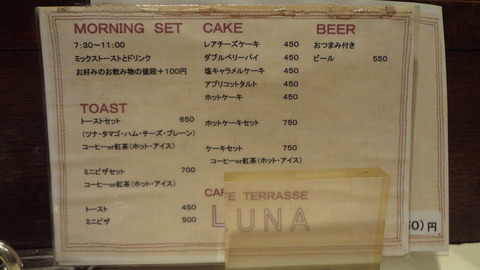 MORNING SET
7:30～11:00
ミックストーストとドリンク
お好みのお飲み物の値段＋100円
TOAST
トーストセット 650
(ツナ・タマゴ・ハム・チーズ・プレーン)
コーヒーor紅茶(ホット・アイス)
ミニピザセット 700
コーヒーor紅茶(ホット・アイス)
トースト 450
ミニピザ 500
CAKE
レアチーズケーキ 450
ダブルベリーパイ 450
塩キャラメルケーキ 450
アプリコットタルト 450
ホットケーキ 450
ホットケーキセット 750
ケーキセット 750
コーヒーor紅茶(ホット・アイス)
BEER
おつまみ付き
ビール 550
CAFE TERRASSE
LUNA
0）円